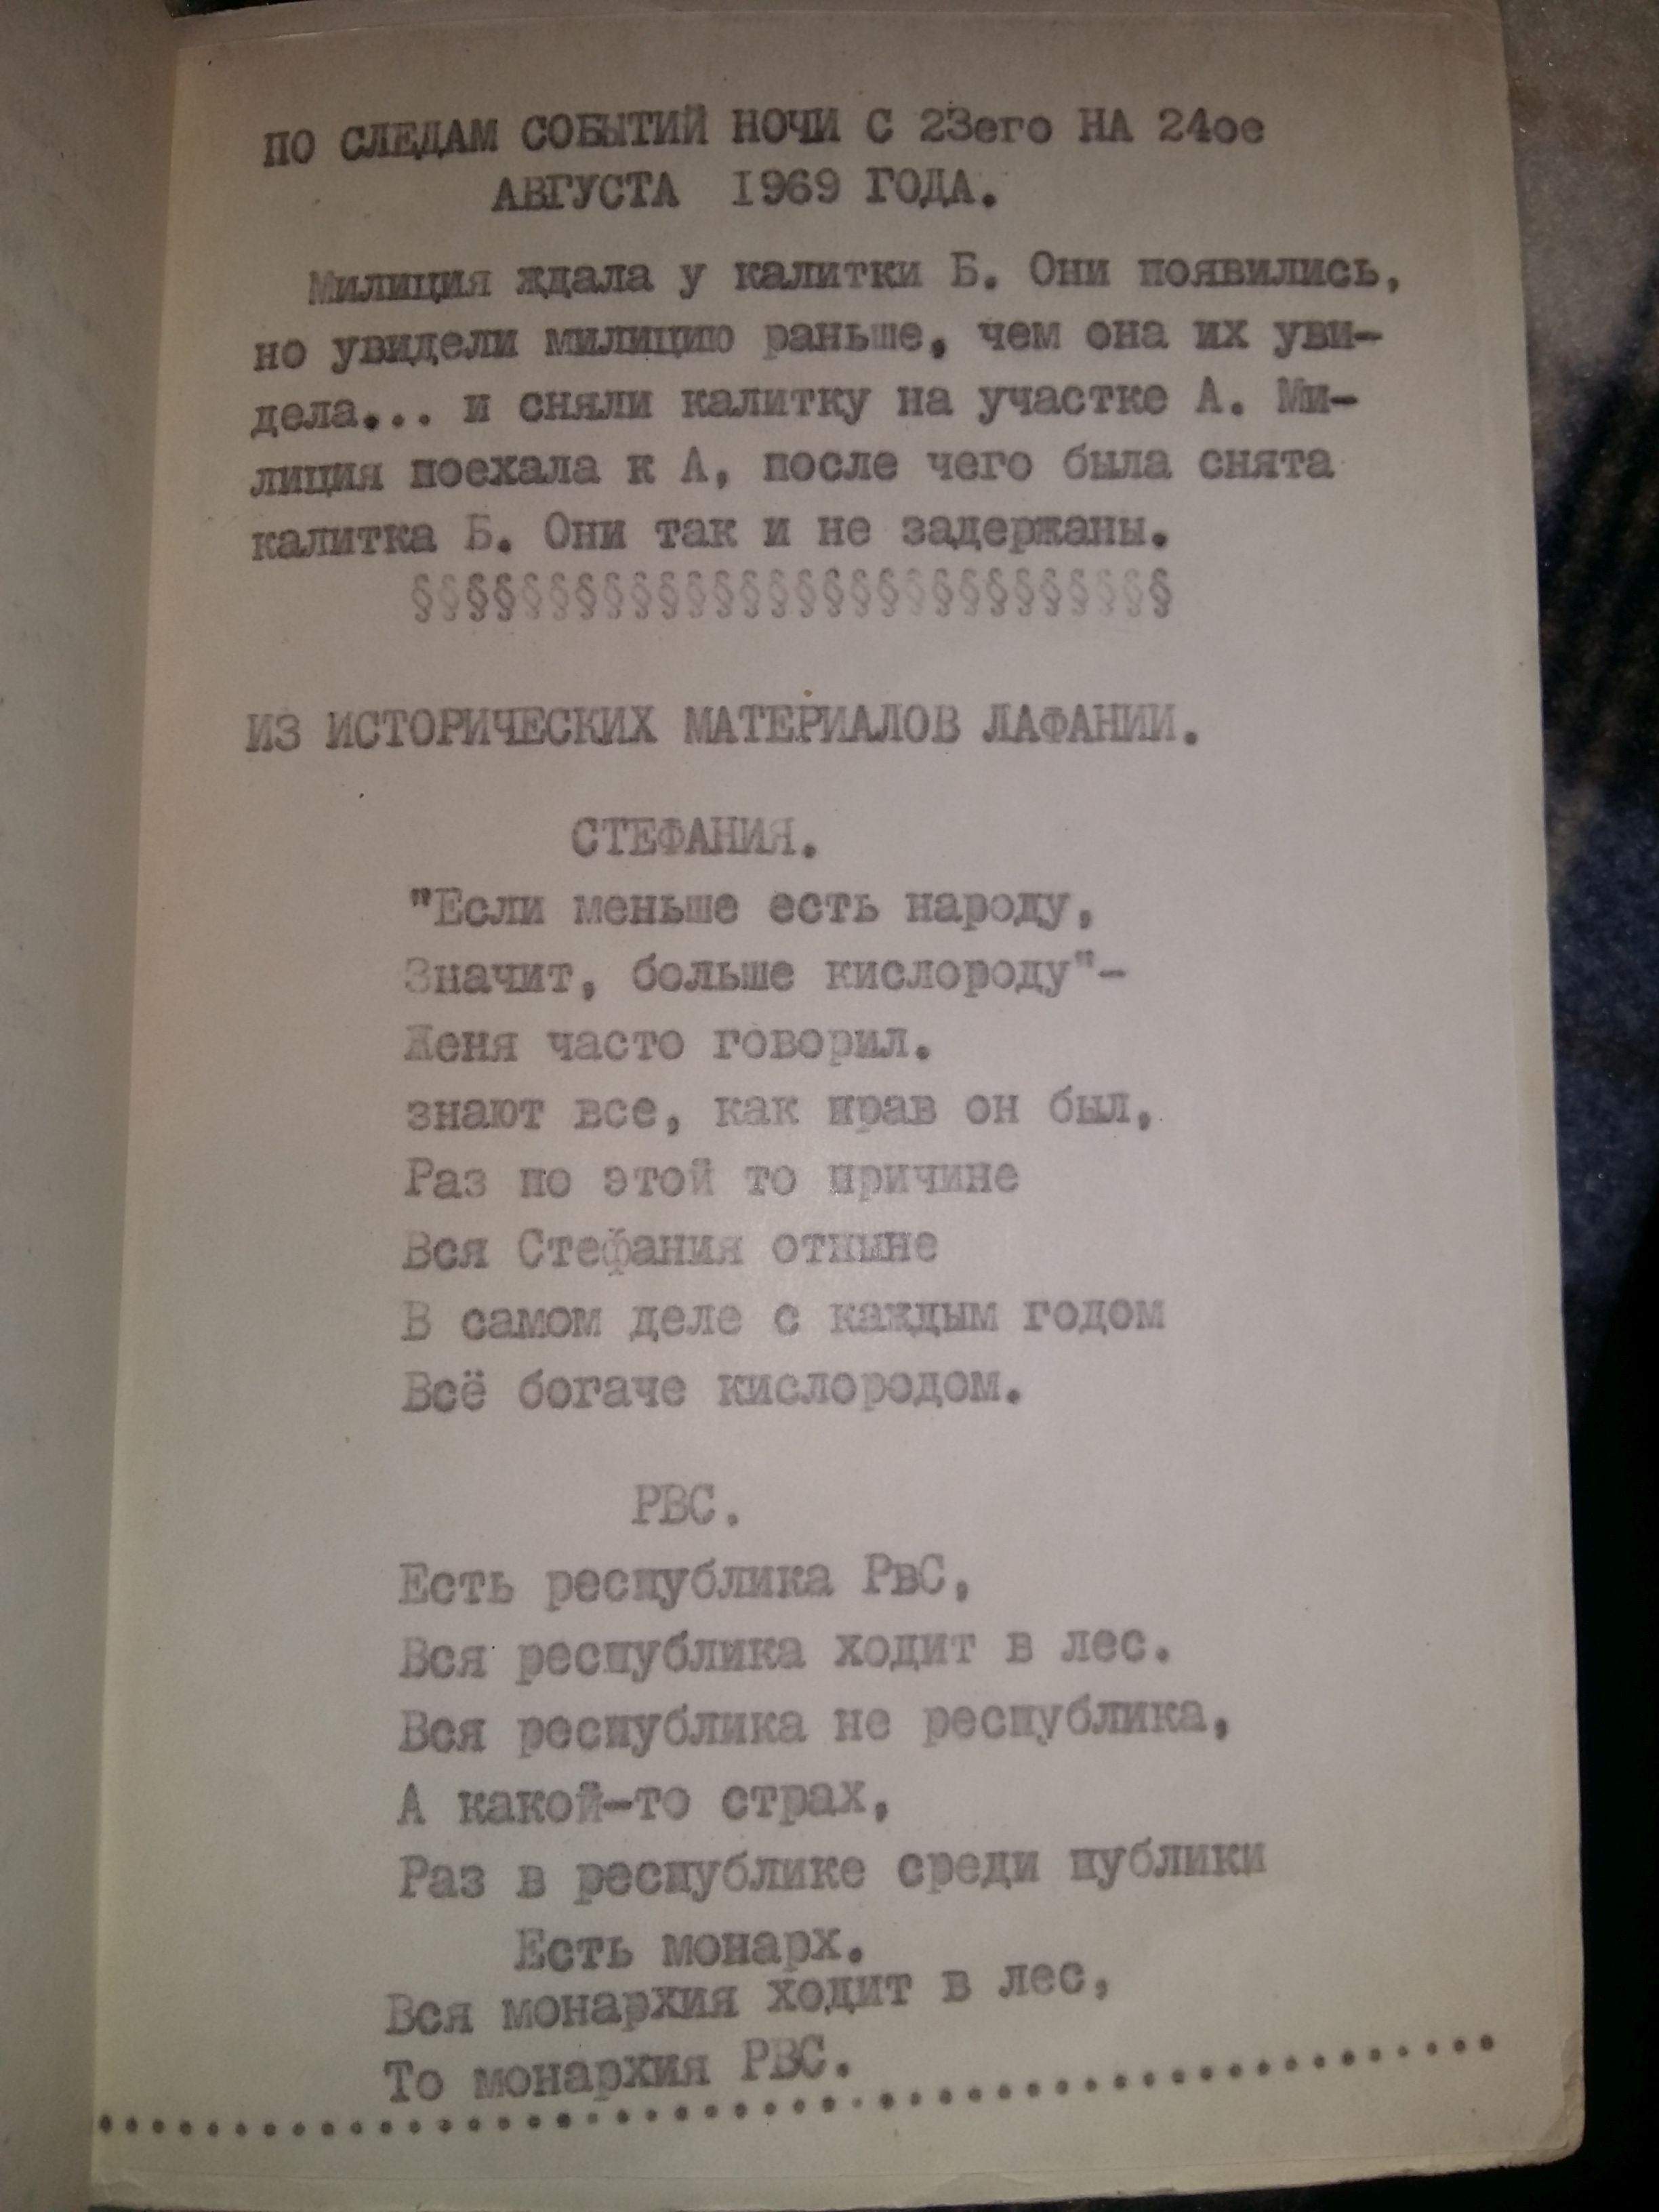 ПО СЛЕДАМ СОБЫТИЙ НОЧИ С 23его НА 24ое
АВГУСТА 1969 ГОДА.
Милиция ждала у калитки Б. Они появились,
но увидели милицию раньше, чем она их уви-
дела... и сняли калитку на участке А. Ми-
лиция поехала к А, после чего была снята
калитка Б. Они так и не задержаны.
§§§§§§§§§§§§§§§§§§§§§§§§§§§§
ИЗ ИСТОРИЧЕСКИХ МАТЕРИАЛОВ ЛАФАНИИ.
СТЕФАНИЯ.
"Если меньше есть народу,
Значит, больше кислороду"-
Женя часто говорил.
знают все, как прав он был,
Раз по этой то причине
Вся Стефания отныне
В самом деле с каждым годом
Всё богаче кислородом.
РВС.
Есть республика РвС,
Вся республика ходит в лес.
Вся республика не республика,
А какой-то страх,
Раз в республике среди публики
Есть монарх.
Вся монархия ходит в лес,
То монархия РВС.